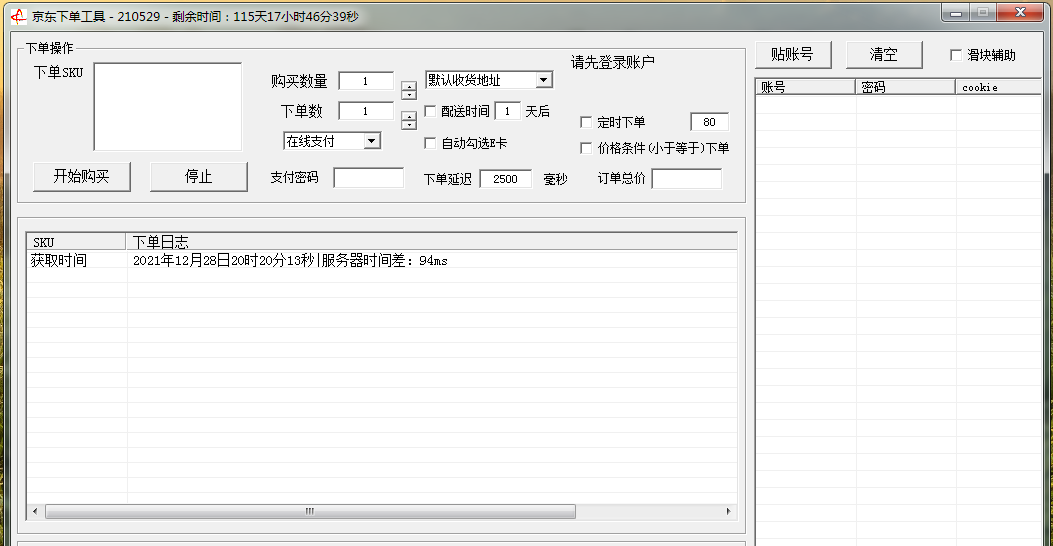 京东下单工具 - 210529 - 剩余时间：115天17小时46分39秒
下单操作
下单SKU
购买数量 1
默认收货地址
请先登录账户
下单数 1
配送时间 1 天后
定时下单 80
在线支付
自动勾选E卡
价格条件(小于等于)下单
开始购买
停止
支付密码
下单延迟 2500 毫秒
订单总价
贴账号
清空
滑块辅助
账号 密码 cookie
SKU 下单日志
获取时间 2021年12月28日20时20分13秒|服务器时间差：94ms